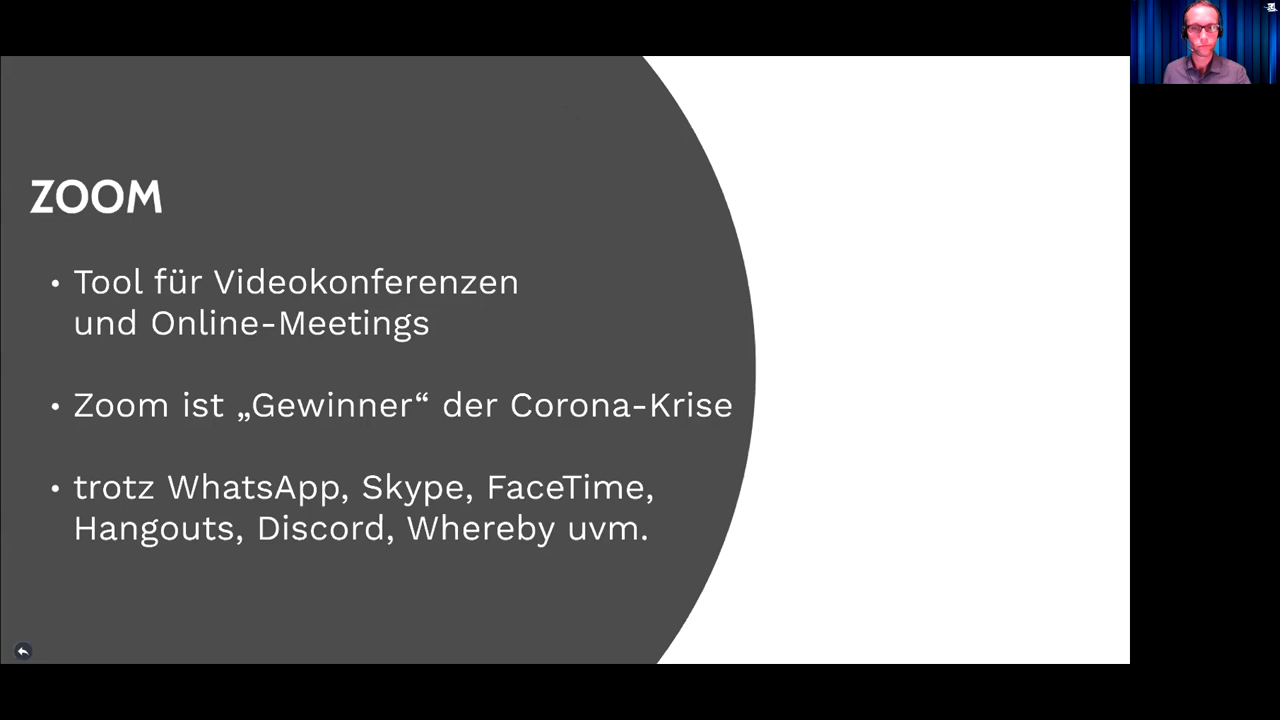 ZOOM
• Tool für Videokonferenzen
und Online-Meetings
• Zoom ist „Gewinner“ der Corona-Krise
• trotz WhatsApp, Skype, FaceTime,
Hangouts, Discord, Whereby uvm.